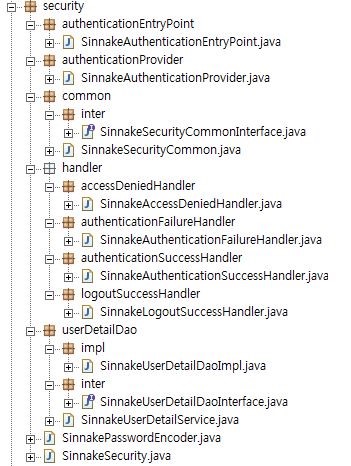 security
authenticationEntryPoint
SinnakeAuthenticationEntryPoint.java
authenticationProvider
SinnakeAuthenticationProvider.java
common
inter
SinnakeSecurityCommonInterface.java
SinnakeSecurityCommon.java
handler
accessDeniedHandler
SinnakeAccessDeniedHandler.java
authenticationFailureHandler
SinnakeAuthenticationFailureHandler.java
authenticationSuccessHandler
SinnakeAuthenticationSuccessHandler.java
logoutSuccessHandler
SinnakeLogoutSuccessHandler.java
userDetailDao
impl
SinnakeUserDetailDaoImpl.java
inter
SinnakeUserDetailDaoInterface.java
SinnakeUserDetailService.java
SinnakePasswordEncoder.java
SinnakeSecurity.java